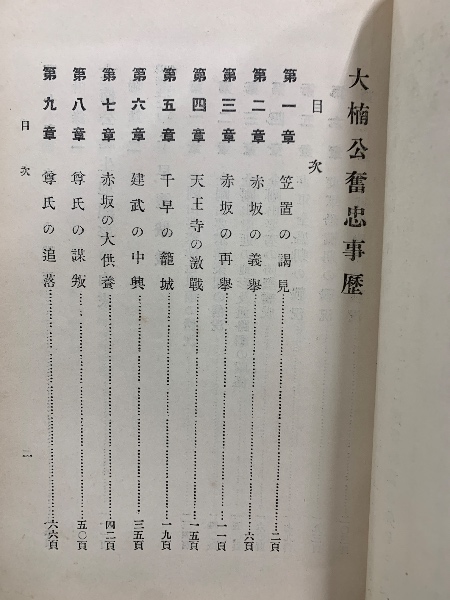 大楠公奮忠事歷
目次
第一章 笠置の謁見……二頁
第二章 赤坂の義擧……六頁
第三章 赤坂の再擧……一一頁
第四章 天王寺の激戰……一五頁
第五章 千早の籠城……一九頁
第六章 建武の中興……三五頁
第七章 赤坂の大供養……四二頁
第八章 尊氏の謀叛……五〇頁
第九章 尊氏の追落……六六頁
目次